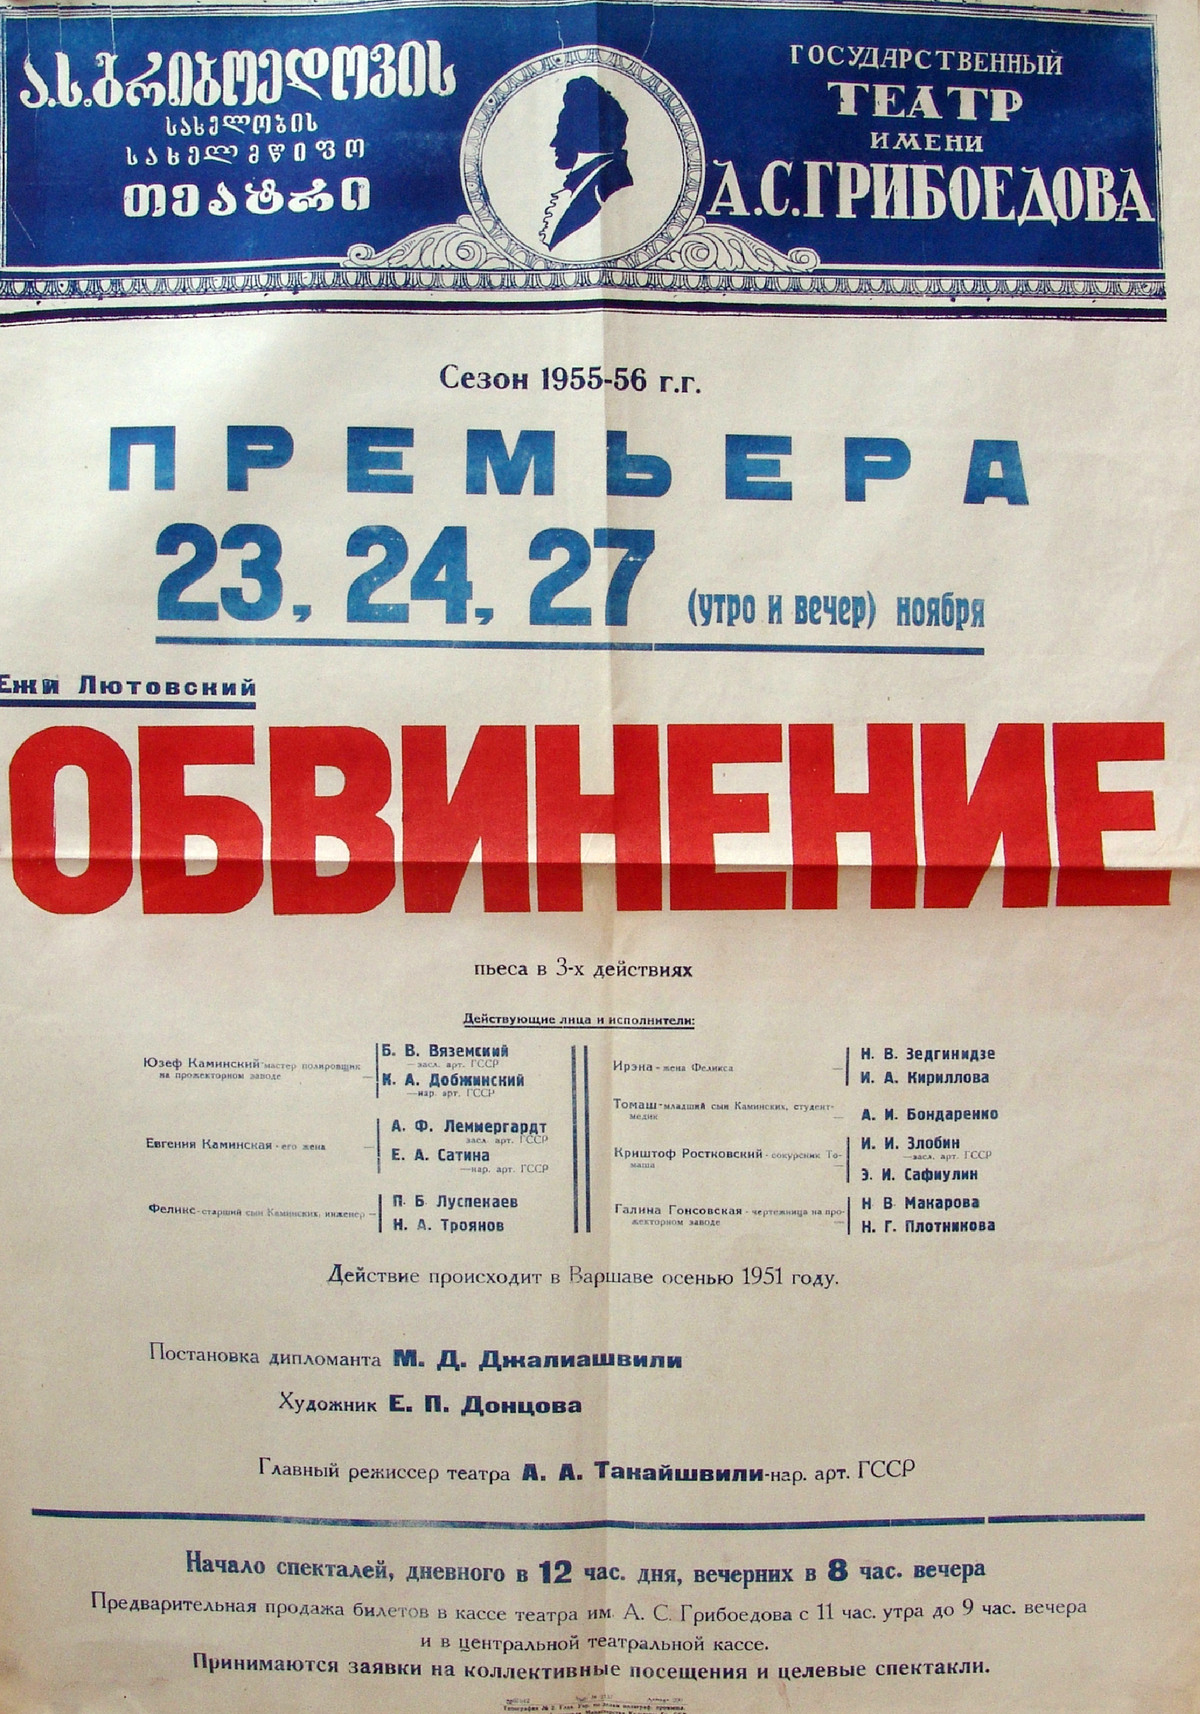 ა.ს.გრიბოედოვის
სახელობის
სახელმწიფო
თეატრი
ГОСУДАРСТВЕННЫЙ
ТЕАТР
ИМЕНИ
А.С.ГРИБОЕДОВА
Сезон 1955-56 г.г.
ПРЕМЬЕРА
23, 24, 27 (утро и вечер) ноября
Ежи Лютовский
ОБВИНЕНИЕ
пьеса в 3-х действиях
Действующие лица и исполнители:
Юзеф Каминский-мастер полировщик
на прожекторном заводе —
Б. В. Вяземский
—засл. арт. ГССР
К. А. Добжинский
—нар. арт. ГССР
Евгения Каминская - его жена —
А. Ф. Леммергардт
засл. арт. ГССР
Е. А. Сатина
—нар. арт. ГССР
Феликс-старший сын Каминских, инженер —
П. Б. Луспекаев
Н. А. Троянов
Ирэна - жена Феликса —
Н. В. Зедгинидзе
И. А. Кириллова
Томаш-младший сын Каминских, студент-
медик —
А. И. Бондаренко
Криштоф Ростковский - сокурсник То-
маша —
И. И. Злобин
—засл. арт. ГССР
Э. И. Сафиулин
Галина Гонсовская - чертежница на про-
жекторном заводе —
Н В Макарова
Н. Г. Плотникова
Действие происходит в Варшаве осенью 1951 году.
Постановка дипломанта М. Д. Джалиашвили
Художник Е. П. Донцова
Главный режиссер театра А. А. Такайшвили-нар. арт. ГССР
Начало спекталей, дневного в 12 час. дня, вечерних в 8 час. вечера
Предварительная продажа билетов в кассе театра им. А. С. Грибоедова с 11 час. утра до 9 час. вечера
и в центральной театральной кассе.
Принимаются заявки на коллективные посещения и целевые спектакли.